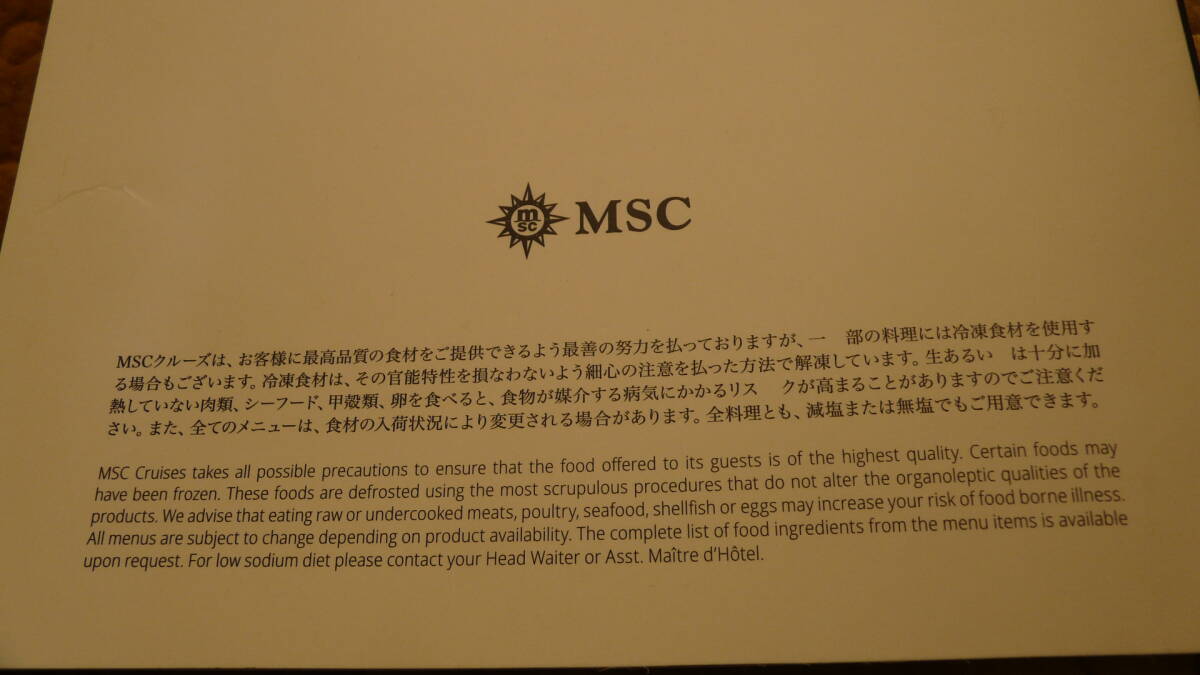 m
sc
MSC
MSCクルーズは、お客様に最高品質の食材をご提供できるよう最善の努力を払っておりますが、一 部の料理には冷凍食材を使用す
る場合もございます。冷凍食材は、その官能特性を損なわないよう細心の注意を払った方法で解凍しています。生あるい は十分に加
熱していない肉類、シーフード、甲殻類、卵を食べると、食物が媒介する病気にかかるリス クが高まることがありますのでご注意くだ
さい。また、全てのメニューは、食材の入荷状況により変更される場合があります。全料理とも、減塩または無塩でもご用意できます。
MSC Cruises takes all possible precautions to ensure that the food offered to its guests is of the highest quality. Certain foods may
have been frozen. These foods are defrosted using the most scrupulous procedures that do not alter the organoleptic qualities of the
products. We advise that eating raw or undercooked meats, poultry, seafood, shellfish or eggs may increase your risk of food borne illness.
All menus are subject to change depending on product availability. The complete list of food ingredients from the menu items is available
upon request. For low sodium diet please contact your Head Waiter or Asst. Maître d'Hôtel.